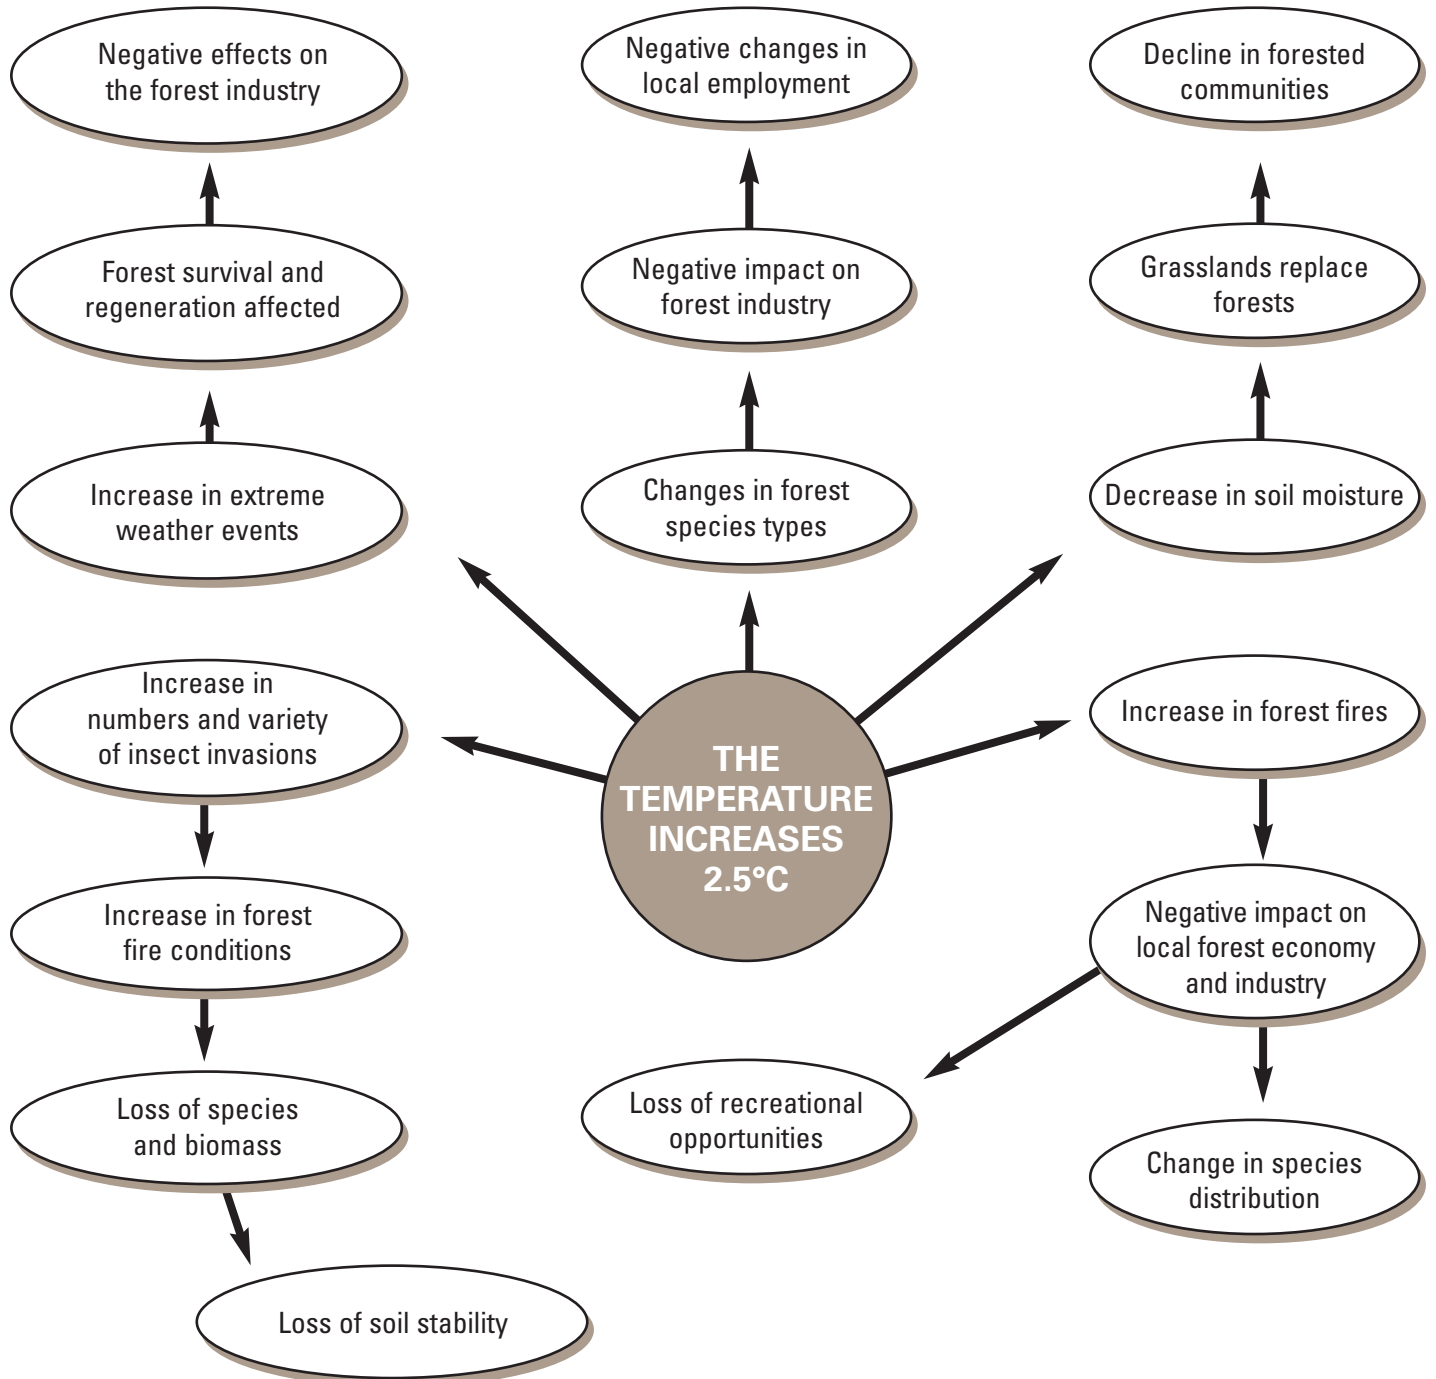 Negative effects on
the forest industry
Negative changes in
local employment
Decline in forested
communities
Forest survival and
regeneration affected
Negative impact on
forest industry
Grasslands replace
forests
Increase in extreme
weather events
Changes in forest
species types
Decrease in soil moisture
Increase in
numbers and variety
of insect invasions
THE
TEMPERATURE
INCREASES
2.5°C
Increase in forest fires
Increase in forest
fire conditions
Negative impact on
local forest economy
and industry
Loss of species
and biomass
Loss of recreational
opportunities
Change in species
distribution
Loss of soil stability